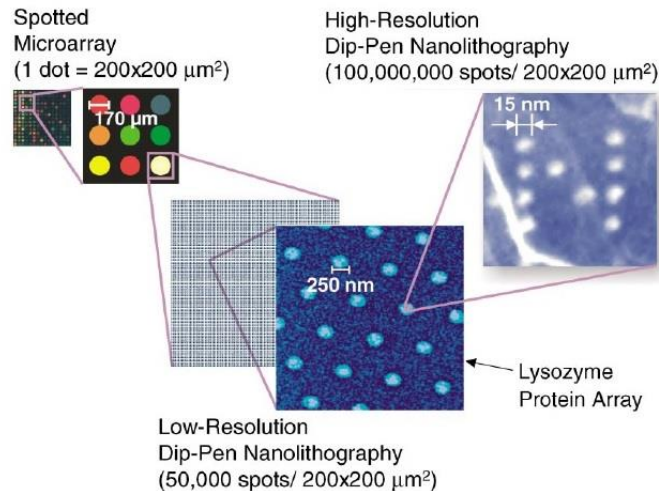 Spotted
Microarray
(1 dot = 200x200 μm²)
High-Resolution
Dip-Pen Nanolithography
(100,000,000 spots/ 200x200 μm²)
170 μm
15 nm
250 nm
Lysozyme
Protein Array
Low-Resolution
Dip-Pen Nanolithography
(50,000 spots/ 200x200 μm²)